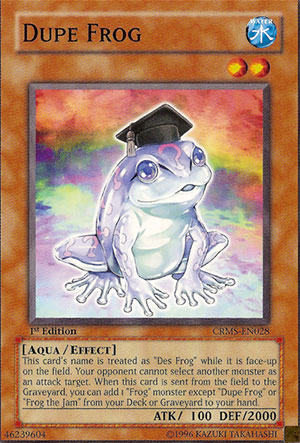 DUPE FROG
WATER
水
1st Edition
CRMS-EN028
[AQUA / EFFECT]
This card's name is treated as "Des Frog" while it is face-up
on the field. Your opponent cannot select another monster as
an attack target. When this card is sent from the field to the
Graveyard, you can add 1 "Frog" monster except "Dupe Frog" or
"Frog the Jam" from your Deck or Graveyard to your hand.
ATK/ 100 DEF/2000
46239604
©1996 KAZUKI TAKAHASHI